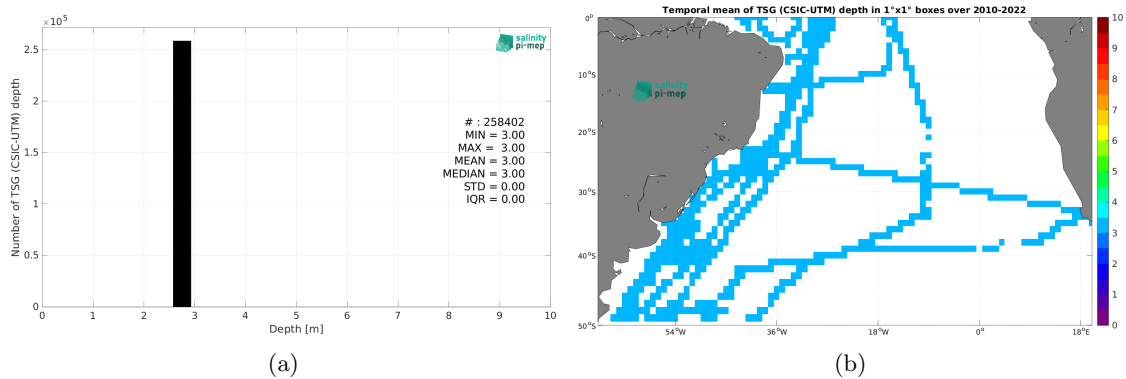 ×10⁵
salinity
pi-mep
2.5
2
1.5
1
0.5
0
Number of TSG (CSIC-UTM) depth
# : 258402
MIN = 3.00
MAX = 3.00
MEAN = 3.00
MEDIAN = 3.00
STD = 0.00
IQR = 0.00
0 1 2 3 4 5 6 7 8 9 10
Depth [m]
(a)
Temporal mean of TSG (CSIC-UTM) depth in 1°x1° boxes over 2010-2022
0°
10°S
20°S
30°S
40°S
50°S
salinity
pi-mep
54°W 36°W 18°W 0° 18°E
10
9
8
7
6
5
4
3
2
1
0
(b)